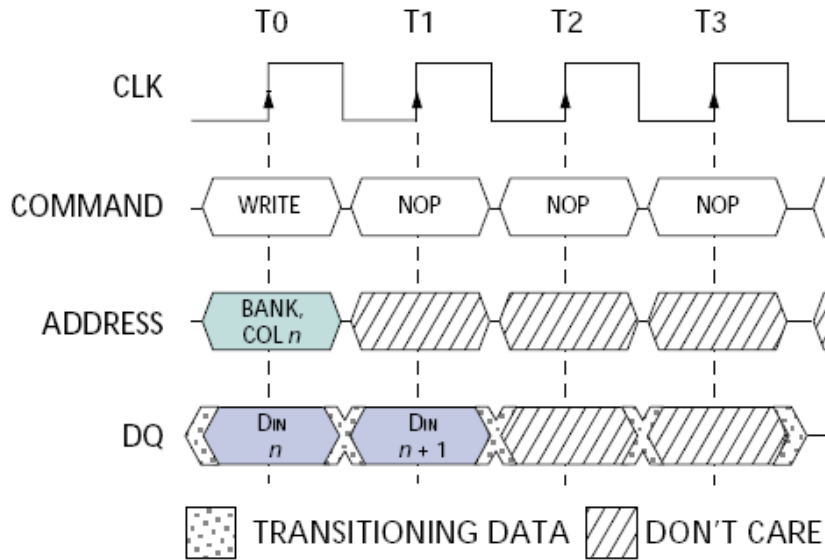 T0 T1 T2 T3
CLK
COMMAND WRITE NOP NOP NOP
ADDRESS BANK,
COL n
DQ DIN DIN
n n + 1
TRANSITIONING DATA DON'T CARE